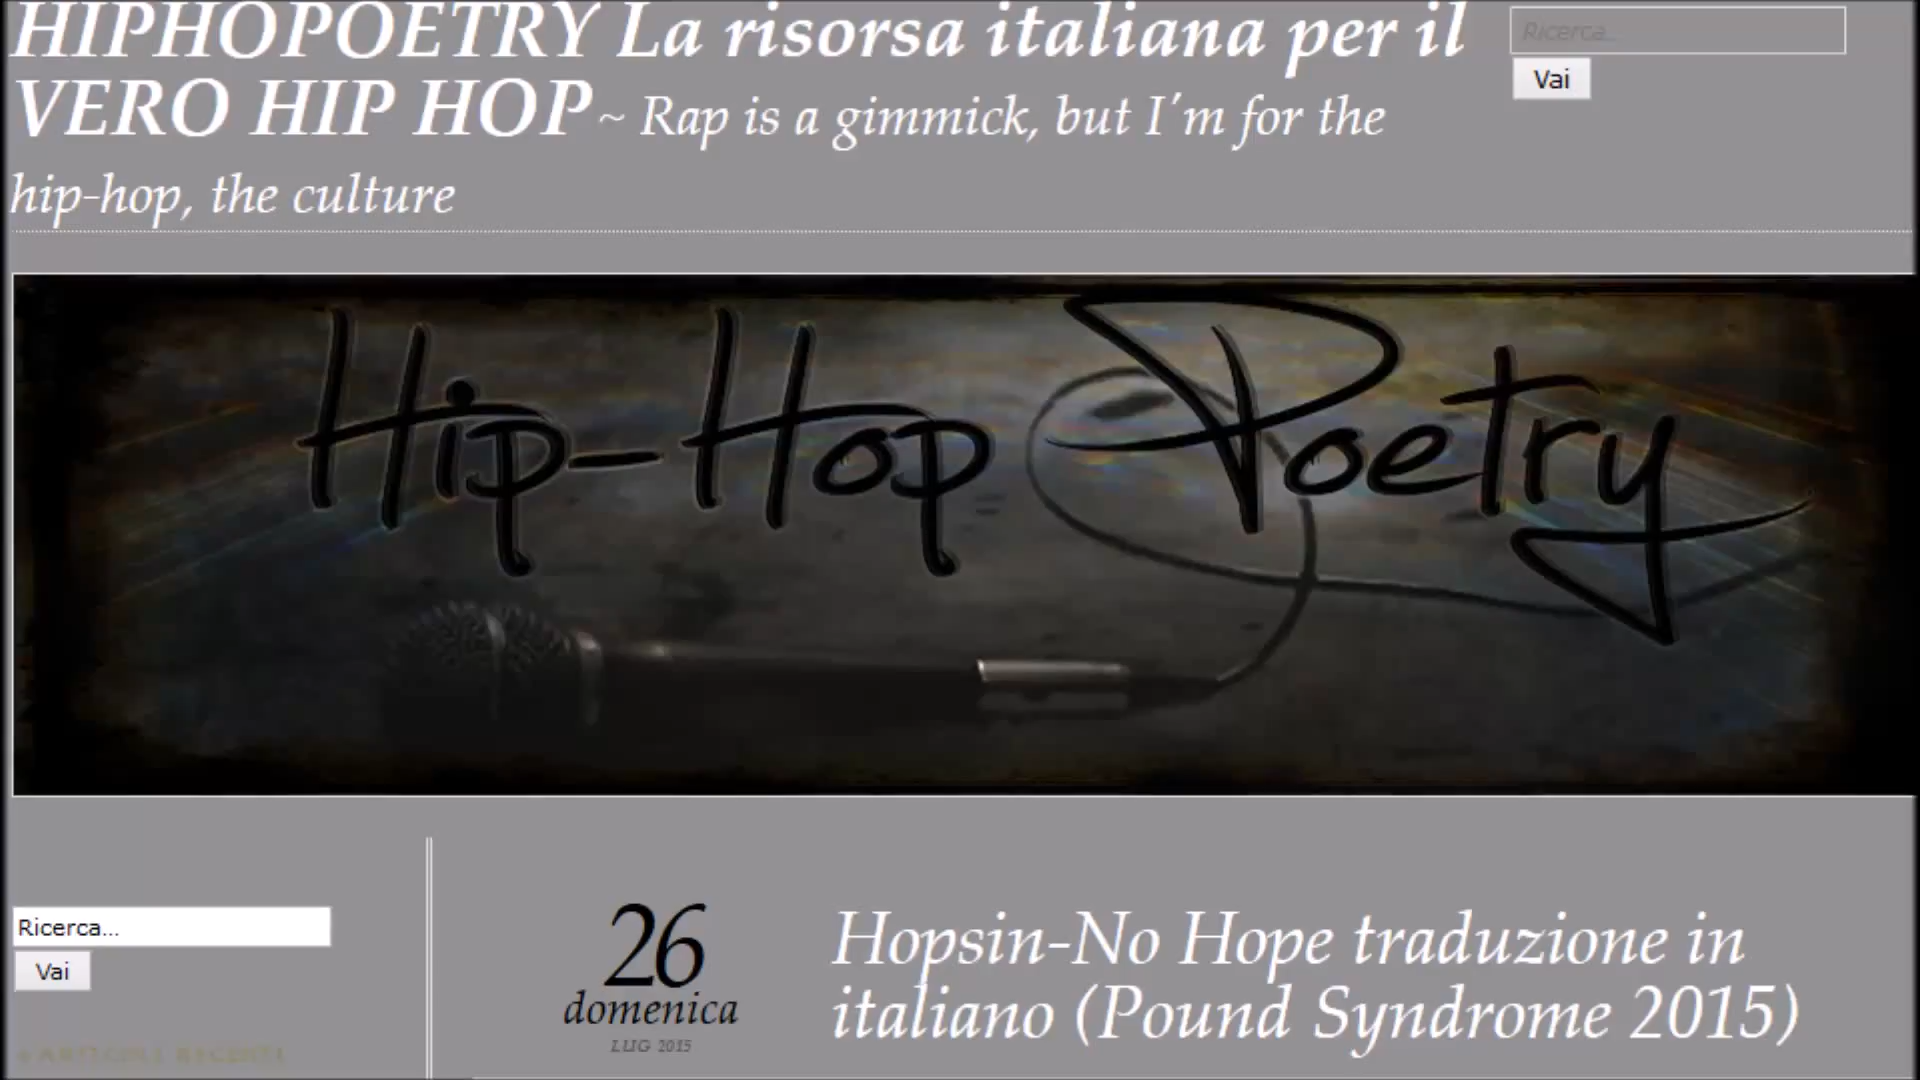 HIPHOPOETRY La risorsa italiana per il
VERO HIP HOP ~ Rap is a gimmick, but I'm for the
hip-hop, the culture
Ricerca...
Vai
Hip-Hop Poetry
Ricerca...
Vai
+ ARTICOLI RECENTI
26
domenica
LUG 2015
Hopsin-No Hope traduzione in
italiano (Pound Syndrome 2015)